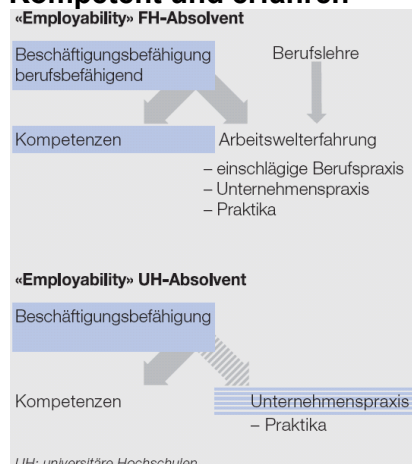 Kompetent und erfahren
«Employability» FH-Absolvent
Beschäftigungsbefähigung Berufslehre
berufsbefähigend
Kompetenzen Arbeitswelterfahrung
– einschlägige Berufspraxis
– Unternehmenspraxis
– Praktika
«Employability» UH-Absolvent
Beschäftigungsbefähigung
Kompetenzen Unternehmenspraxis
– Praktika
UH: universitäre Hochschulen